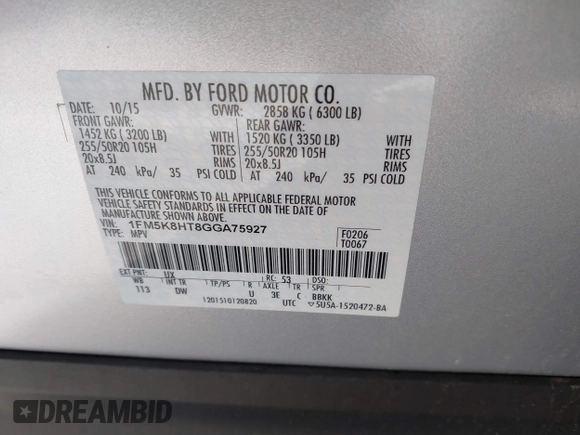 MFD. BY FORD MOTOR CO.
DATE: 10/15 GVWR: 2858 KG ( 6300 LB)
FRONT GAWR: REAR GAWR:
1452 KG ( 3200 LB) WITH 1520 KG ( 3350 LB) WITH
255/50R20 105H TIRES 255/50R20 105H TIRES
20x8.5J RIMS 20x8.5J RIMS
AT 240 kPa/ 35 PSI COLD AT 240 kPa/ 35 PSI COLD
THIS VEHICLE CONFORMS TO ALL APPLICABLE FEDERAL MOTOR
VEHICLE SAFETY STANDARDS IN EFFECT ON THE DATE OF
MANUFACTURE SHOWN ABOVE.
VIN: 1FM5K8HT8GGA75927 F0206
TYPE: MPV T0067
EXT PNT: UX RC: 53 DSO:
WB INT TR TP/PS R AXLE TR SPR
113 DW U 3E C BBKK
1201510120820 UTC 5U5A-1520472-BA
DREAMBID